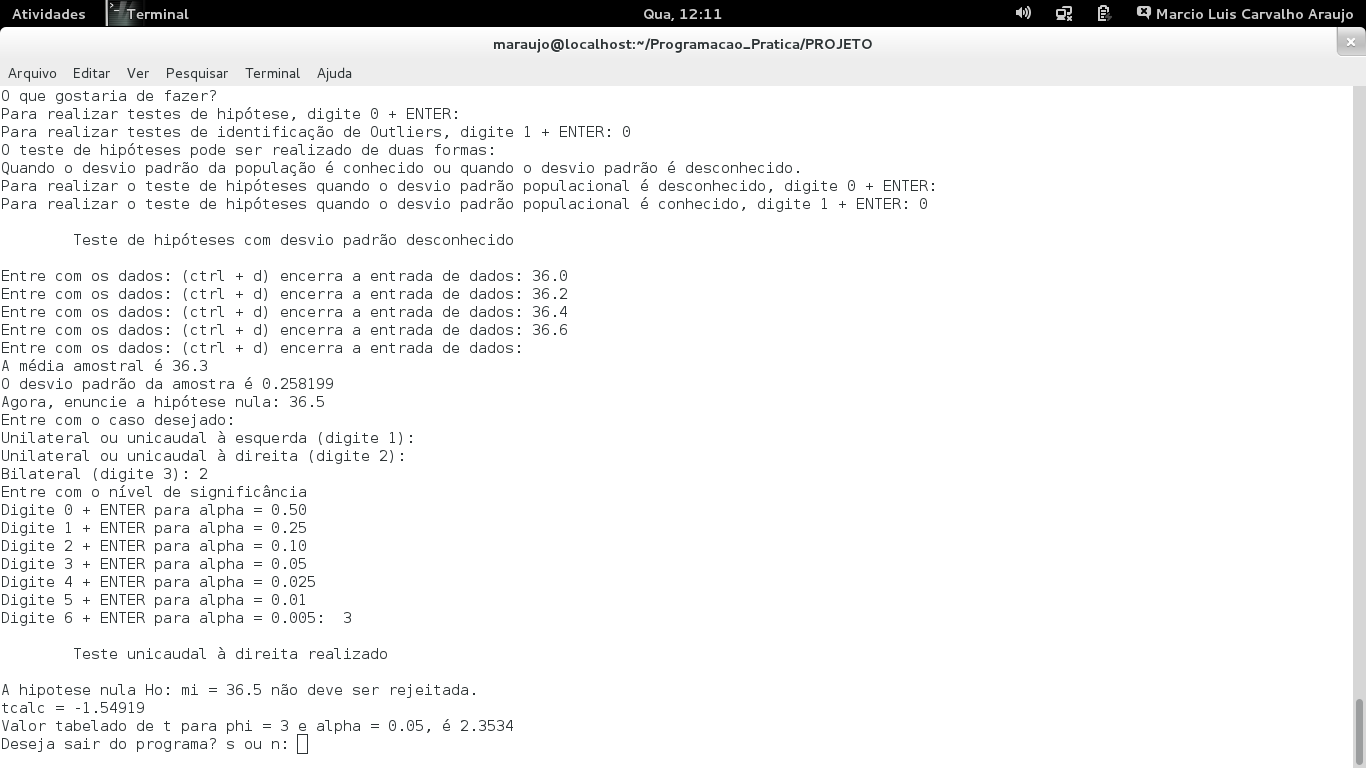 Atividades Terminal Qua, 12:11 Marcio Luis Carvalho Araujo
maraujo@localhost:~/Programacao_Pratica/PROJETO
Arquivo Editar Ver Pesquisar Terminal Ajuda
O que gostaria de fazer?
Para realizar testes de hipótese, digite 0 + ENTER:
Para realizar testes de identificação de Outliers, digite 1 + ENTER: 0
O teste de hipóteses pode ser realizado de duas formas:
Quando o desvio padrão da população é conhecido ou quando o desvio padrão é desconhecido.
Para realizar o teste de hipóteses quando o desvio padrão populacional é desconhecido, digite 0 + ENTER:
Para realizar o teste de hipóteses quando o desvio padrão populacional é conhecido, digite 1 + ENTER: 0
Teste de hipóteses com desvio padrão desconhecido
Entre com os dados: (ctrl + d) encerra a entrada de dados: 36.0
Entre com os dados: (ctrl + d) encerra a entrada de dados: 36.2
Entre com os dados: (ctrl + d) encerra a entrada de dados: 36.4
Entre com os dados: (ctrl + d) encerra a entrada de dados: 36.6
Entre com os dados: (ctrl + d) encerra a entrada de dados:
A média amostral é 36.3
O desvio padrão da amostra é 0.258199
Agora, enuncie a hipótese nula: 36.5
Entre com o caso desejado:
Unilateral ou unicaudal à esquerda (digite 1):
Unilateral ou unicaudal à direita (digite 2):
Bilateral (digite 3): 2
Entre com o nível de significância
Digite 0 + ENTER para alpha = 0.50
Digite 1 + ENTER para alpha = 0.25
Digite 2 + ENTER para alpha = 0.10
Digite 3 + ENTER para alpha = 0.05
Digite 4 + ENTER para alpha = 0.025
Digite 5 + ENTER para alpha = 0.01
Digite 6 + ENTER para alpha = 0.005:  3
Teste unicaudal à direita realizado
A hipotese nula Ho: mi = 36.5 não deve ser rejeitada.
tcalc = -1.54919
Valor tabelado de t para phi = 3 e alpha = 0.05, é 2.3534
Deseja sair do programa? s ou n: